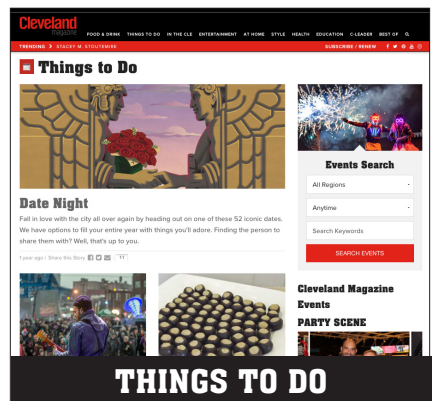 Cleveland
magazine
FOOD & DRINK THINGS TO DO IN THE CLE ENTERTAINMENT AT HOME STYLE HEALTH EDUCATION C-LEADER BEST OF
TRENDING > STACEY M. STOUTEMIRE SUBSCRIBE / RENEW
Things to Do
Date Night
Fall in love with the city all over again by heading out on one of these 52 iconic dates.
We have options to fill your entire year with things you'll adore. Finding the person to
share them with? Well, that's up to you.
1 year ago / Share this Story: 11
Events Search
All Regions
Anytime
Search Keywords
SEARCH EVENTS
Cleveland Magazine
Events
PARTY SCENE
THINGS TO DO